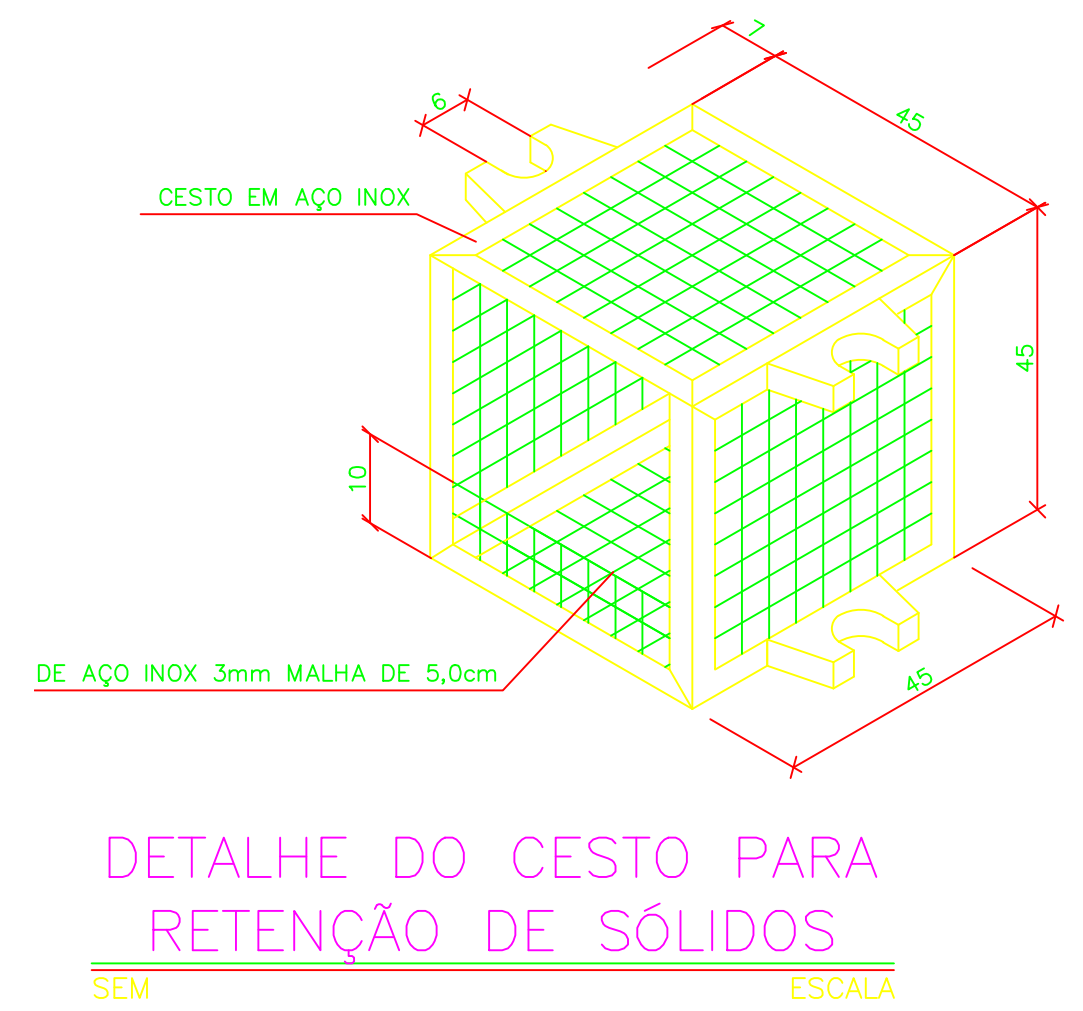 7
6
45
CESTO EM AÇO INOX
45
10
DE AÇO INOX 3mm MALHA DE 5,0cm
45
DETALHE DO CESTO PARA
RETENÇÃO DE SÓLIDOS
SEM ESCALA